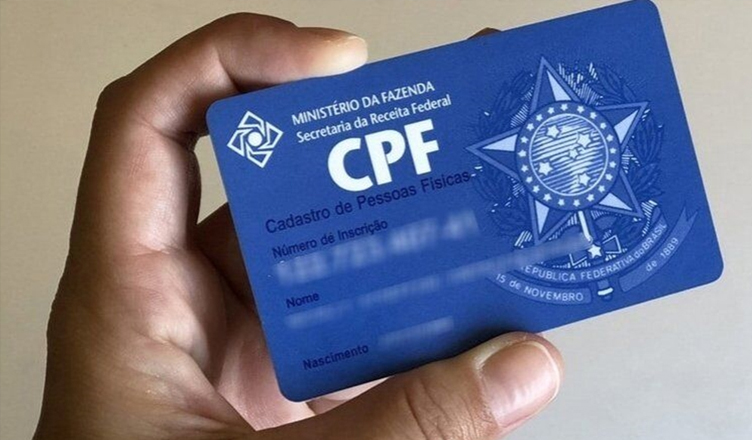 MINISTÉRIO DA FAZENDA
Secretaria da Receita Federal
CPF
Cadastro de Pessoas Físicas
Número de Inscrição
Nome
Nascimento
REPÚBLICA FEDERATIVA DO BRASIL
15 DE NOVEMBRO
de 1889